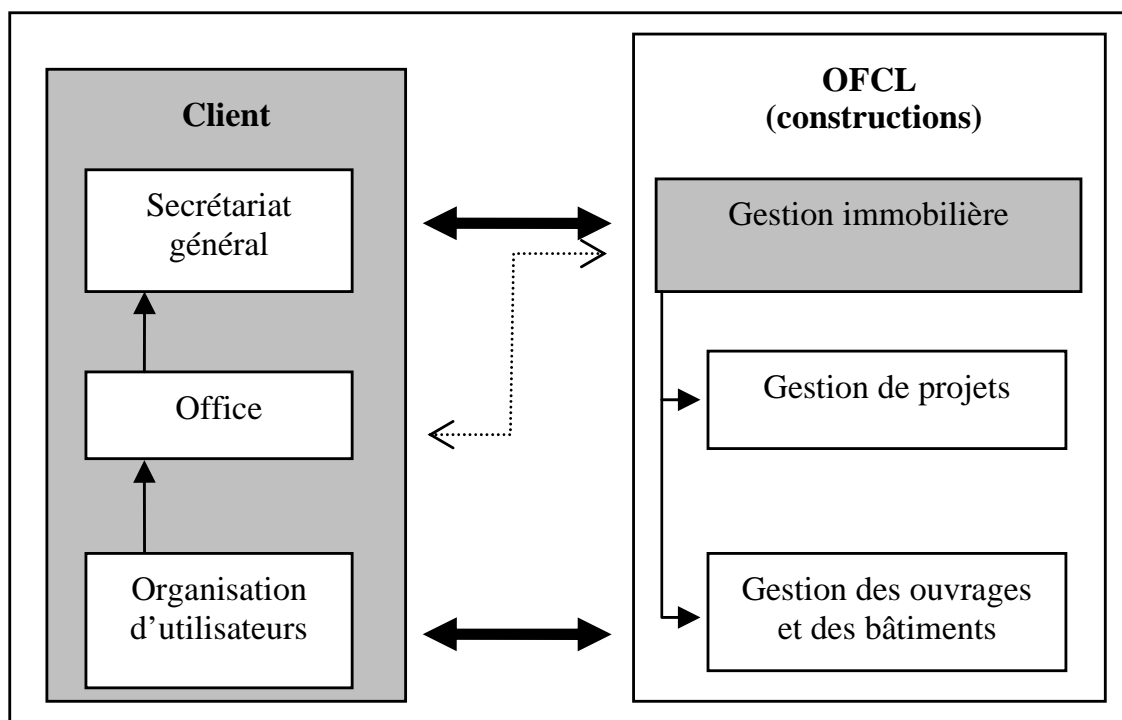 Client
Secrétariat
général
Office
Organisation
d’utilisateurs
OFCL
(constructions)
Gestion immobilière
Gestion de projets
Gestion des ouvrages
et des bâtiments